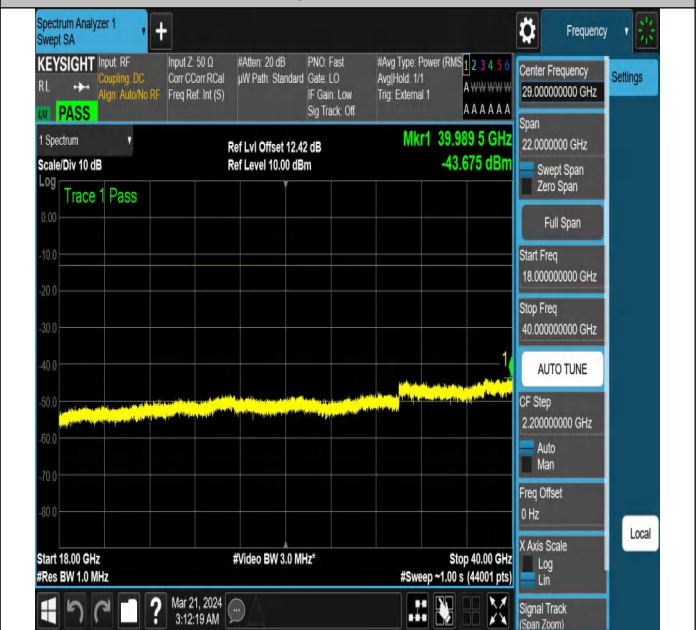 Spectrum Analyzer 1
Swept SA
Frequency
KEYSIGHT
RL
PASS
Input: RF
Coupling: DC
Align: Auto/No RF
Input Z: 50 Ω
Corr CCorr RCal
Freq Ref: Int (S)
#Atten: 20 dB
µW Path: Standard
PNO: Fast
Gate: LO
IF Gain: Low
Sig Track: Off
#Avg Type: Power (RMS
Avg|Hold: 1/1
Trig: External 1
1 2 3 4 5 6
A W W W W W
A A A A A A
1 Spectrum
Scale/Div 10 dB
Log
Ref Lvl Offset 12.42 dB
Ref Level 10.00 dBm
Mkr1 39.989 5 GHz
-43.675 dBm
Trace 1 Pass
0.00
-10.0
-20.0
-30.0
-40.0
-50.0
-60.0
-70.0
-80.0
1
Start 18.00 GHz
#Res BW 1.0 MHz
#Video BW 3.0 MHz*
Stop 40.00 GHz
#Sweep ~1.00 s (44001 pts)
Mar 21, 2024
3:12:19 AM
Center Frequency
29.000000000 GHz
Settings
Span
22.0000000 GHz
Swept Span
Zero Span
Full Span
Start Freq
18.000000000 GHz
Stop Freq
40.000000000 GHz
AUTO TUNE
CF Step
2.200000000 GHz
Auto
Man
Freq Offset
0 Hz
X Axis Scale
Log
Lin
Local
Signal Track
(Span Zoom)